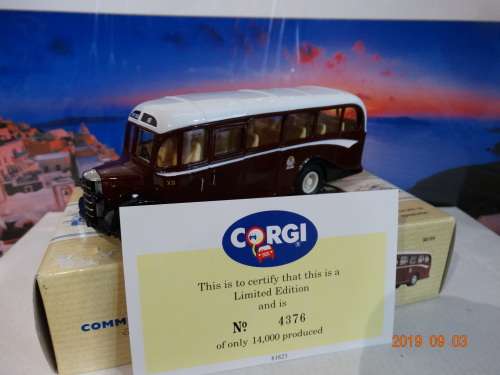 CORGI
This is to certify that this is a
Limited Edition
and is
No 4376
of only 14,000 produced
COMM
2019 09 03